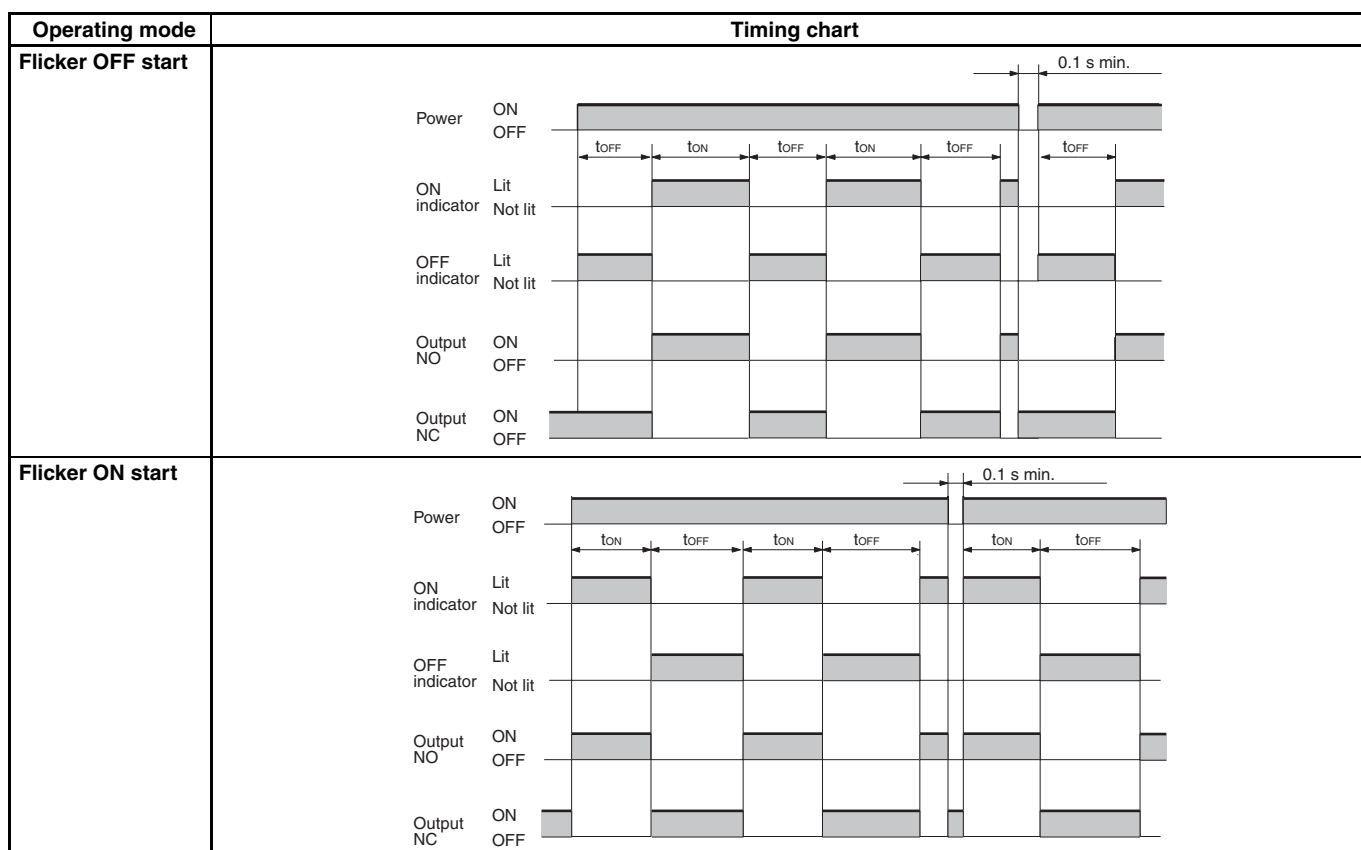 Operating mode Timing chart
Flicker OFF start
0.1 s min.
Power ON
OFF
tOFF tON tOFF tON tOFF tOFF
ON
indicator
Lit
Not lit
OFF
indicator
Lit
Not lit
Output
NO
ON
OFF
Output
NC
ON
OFF
Flicker ON start
0.1 s min.
Power ON
OFF
tON tOFF tON tOFF tON tOFF
ON
indicator
Lit
Not lit
OFF
indicator
Lit
Not lit
Output
NO
ON
OFF
Output
NC
ON
OFF